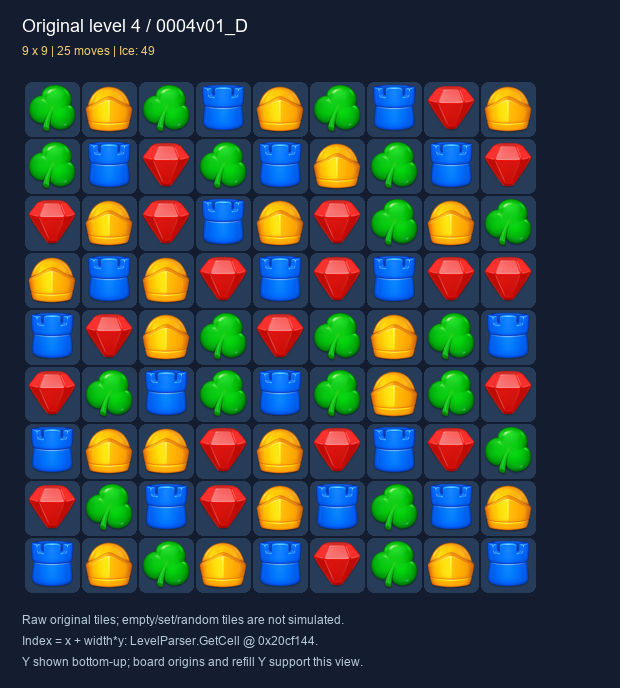 Original level 4 / 0004v01_D
9 x 9 | 25 moves | Ice: 49
Raw original tiles; empty/set/random tiles are not simulated.
Index = x + width*y: LevelParser.GetCell @ 0x20cf144.
Y shown bottom-up; board origins and refill Y support this view.